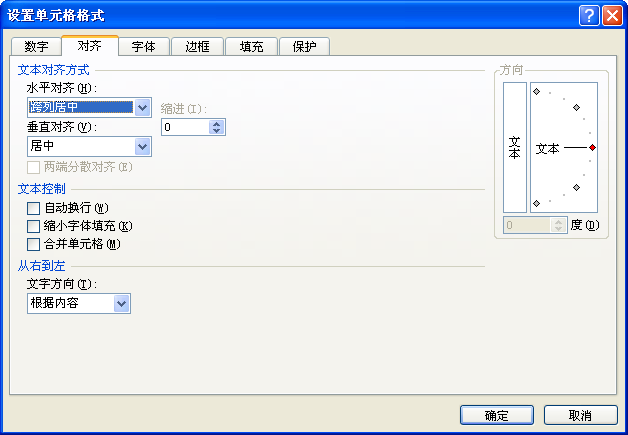 设置单元格格式
数字 对齐 字体 边框 填充 保护
文本对齐方式
水平对齐(H):
跨列居中
缩进(I):
垂直对齐(V):
0
居中
两端分散对齐(E)
文本控制
自动换行(W)
缩小字体填充(K)
合并单元格(M)
从右到左
文字方向(T):
根据内容
方向
文本
文本
0 度(D)
确定 取消